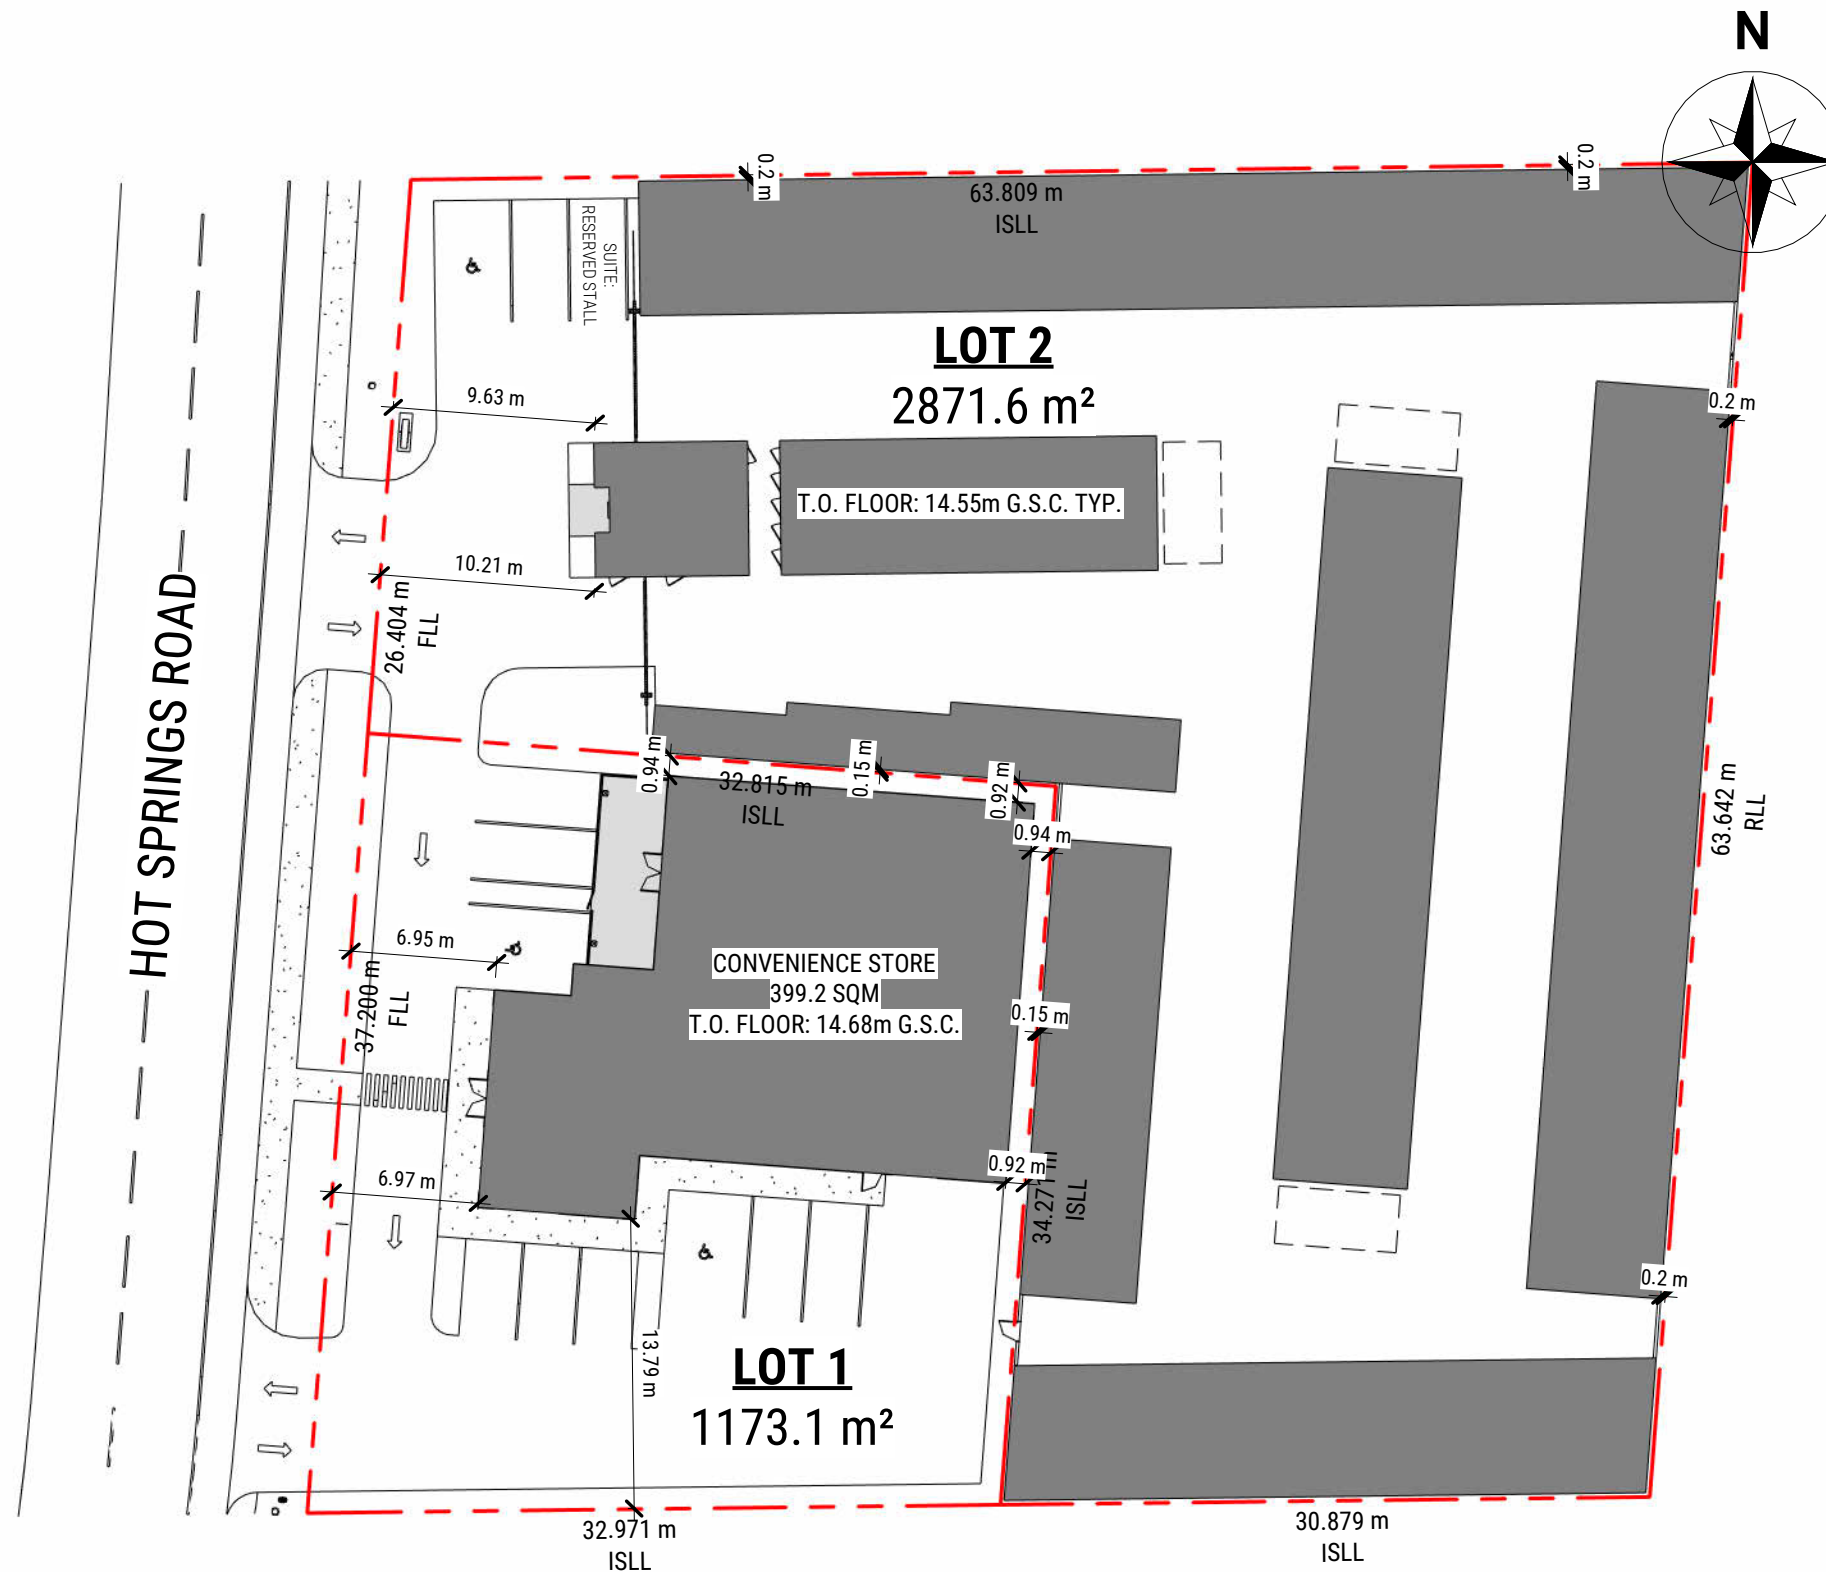 N
0.2 m
0.2 m
63.809 m
ISLL
SUITE:
RESERVED STALL
LOT 2
2871.6 m²
9.63 m
0.2 m
T.O. FLOOR: 14.55m G.S.C. TYP.
10.21 m
26.404 m
FLL
HOT SPRINGS ROAD
0.94 m
32.815 m
ISLL
0.15 m
0.92 m
0.94 m
63.642 m
RLL
6.95 m
CONVENIENCE STORE
399.2 SQM
T.O. FLOOR: 14.68m G.S.C.
37.200 m
FLL
0.15 m
6.97 m
0.92 m
34.271 m
ISLL
0.2 m
13.79 m
LOT 1
1173.1 m²
32.971 m
ISLL
30.879 m
ISLL